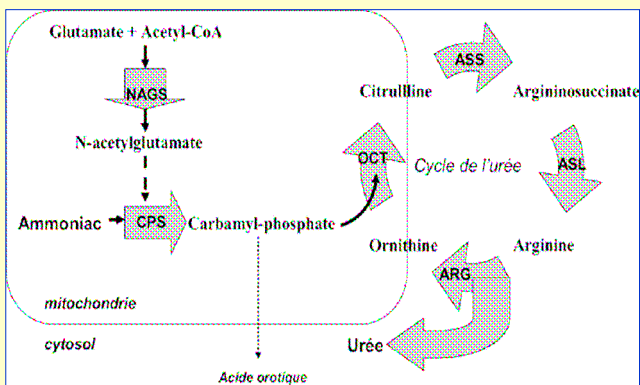 Glutamate + Acetyl-CoA
NAGS
N-acetylglutamate
Ammoniac
CPS
Carbamyl-phosphate
OCT
Citrullline
ASS
Argininosuccinate
Cycle de l'urée
ASL
Ornithine
Arginine
ARG
Urée
mitochondrie
cytosol
Acide orotique